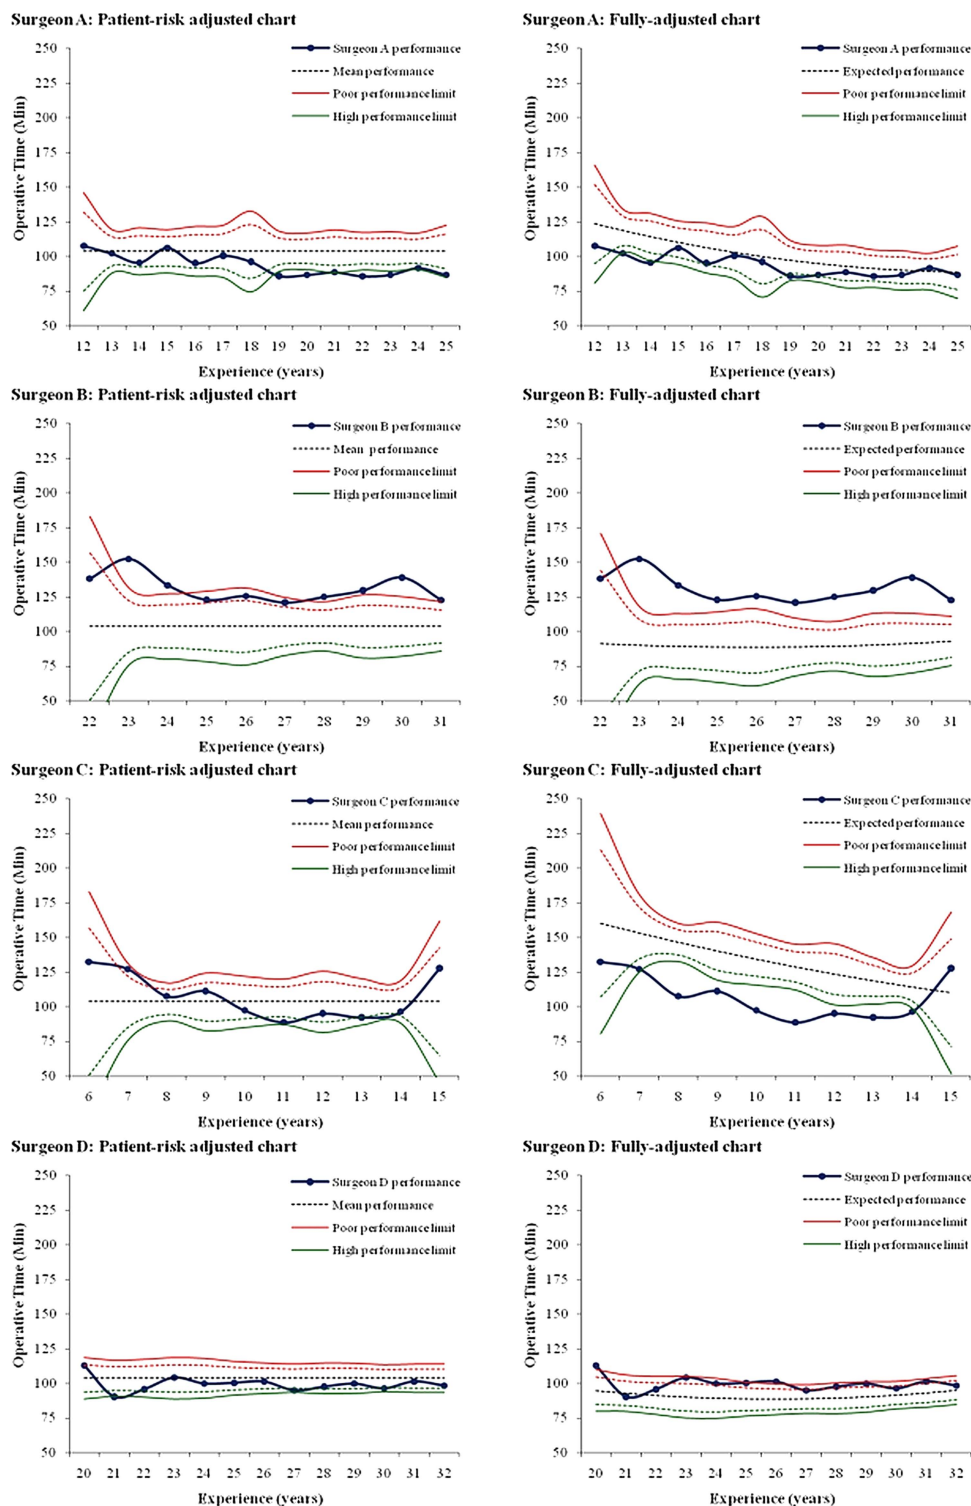 Surgeon A: Patient-risk adjusted chart
250
225
200
175
150
125
100
75
50
Operative Time (Min)
Surgeon A performance
Mean performance
Poor performance limit
High performance limit
12 13 14 15 16 17 18 19 20 21 22 23 24 25
Experience (years)
Surgeon A: Fully-adjusted chart
250
225
200
175
150
125
100
75
50
Operative Time (Min)
Surgeon A performance
Expected performance
Poor performance limit
High performance limit
12 13 14 15 16 17 18 19 20 21 22 23 24 25
Experience (years)
Surgeon B: Patient-risk adjusted chart
250
225
200
175
150
125
100
75
50
Operative Time (Min)
Surgeon B performance
Mean performance
Poor performance limit
High performance limit
22 23 24 25 26 27 28 29 30 31
Experience (years)
Surgeon B: Fully-adjusted chart
250
225
200
175
150
125
100
75
50
Operative Time (Min)
Surgeon B performance
Expected performance
Poor performance limit
High performance limit
22 23 24 25 26 27 28 29 30 31
Experience (years)
Surgeon C: Patient-risk adjusted chart
250
225
200
175
150
125
100
75
50
Operative Time (Min)
Surgeon C performance
Mean performance
Poor performance limit
High performance limit
6 7 8 9 10 11 12 13 14 15
Experience (years)
Surgeon C: Fully-adjusted chart
250
225
200
175
150
125
100
75
50
Operative Time (Min)
Surgeon C performance
Expected performance
Poor performance limit
High performance limit
6 7 8 9 10 11 12 13 14 15
Experience (years)
Surgeon D: Patient-risk adjusted chart
250
225
200
175
150
125
100
75
50
Operative Time (Min)
Surgeon D performance
Mean performance
Poor performance limit
High performance limit
20 21 22 23 24 25 26 27 28 29 30 31 32
Experience (years)
Surgeon D: Fully-adjusted chart
250
225
200
175
150
125
100
75
50
Operative Time (Min)
Surgeon D performance
Expected performance
Poor performance limit
High performance limit
20 21 22 23 24 25 26 27 28 29 30 31 32
Experience (years)